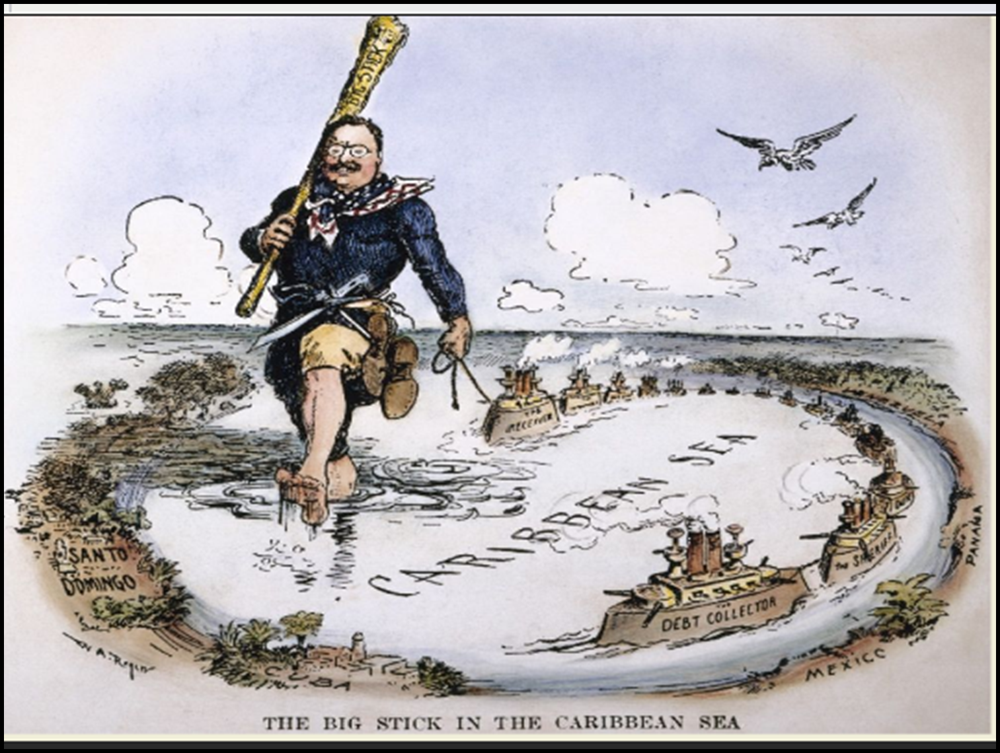 BIG STICK
THE
RECEIVER
CARIBBEAN SEA
PANAMA
SANTO
DOMINGO
THE SHERIFF
THE
DEBT COLLECTOR
W A. Rogers
MEXICO
CUBA
THE BIG STICK IN THE CARIBBEAN SEA